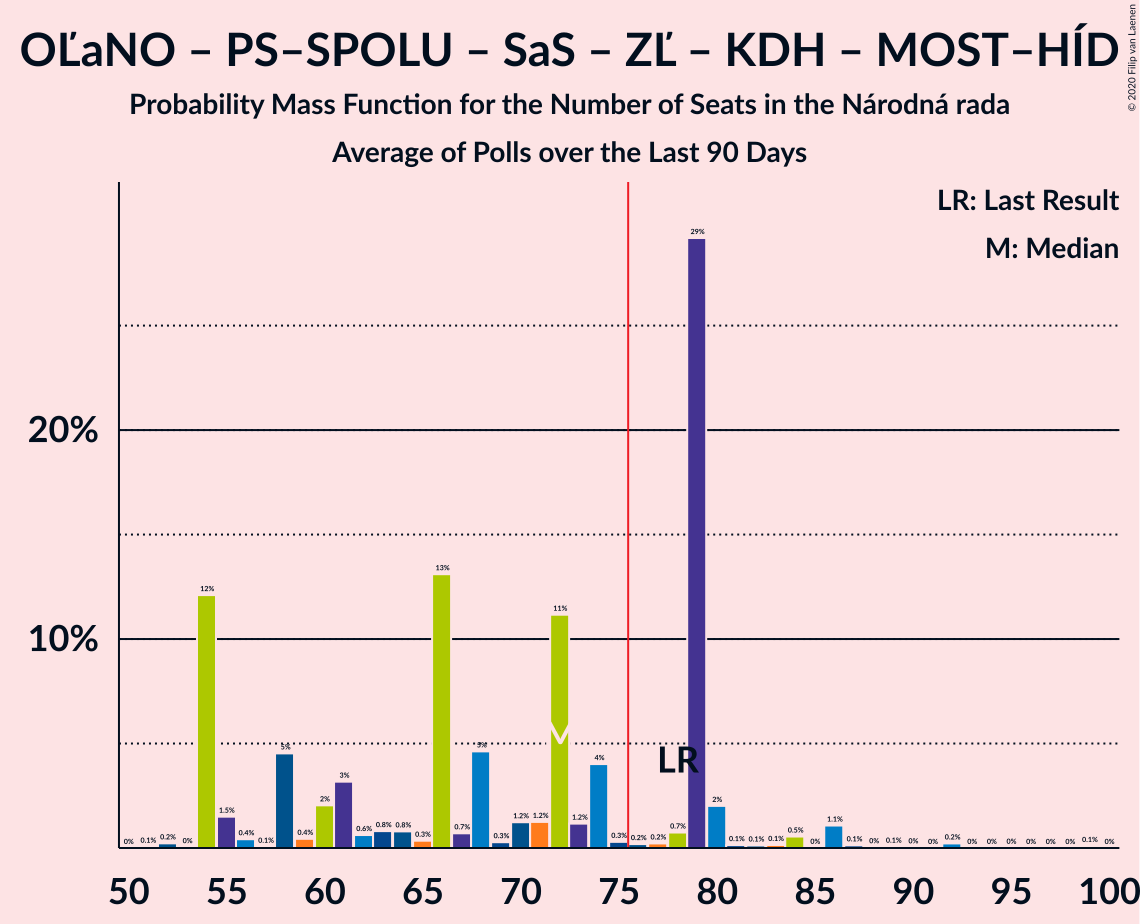 OĽaNO – PS–SPOLU – SaS – ZĽ – KDH – MOST–HÍD
Probability Mass Function for the Number of Seats in the Národná rada
Average of Polls over the Last 90 Days
© 2020 Filip van Laenen
LR: Last Result
M: Median
20%
10%
0% 0.1% 0.2% 0% 12% 1.5% 0.4% 0.1% 5% 0.4% 2% 3% 0.6% 0.8% 0.8% 0.3% 13% 0.7% 5% 0.3% 1.2% 1.2% 11% 1.2% 4% 0.3% 0.2% 0.2% 0.7% 29% 2% 0.1% 0.1% 0.1% 0.5% 0% 1.1% 0.1% 0% 0.1% 0% 0% 0.2% 0% 0% 0% 0% 0% 0% 0.1% 0%
M
LR
50 55 60 65 70 75 80 85 90 95 100